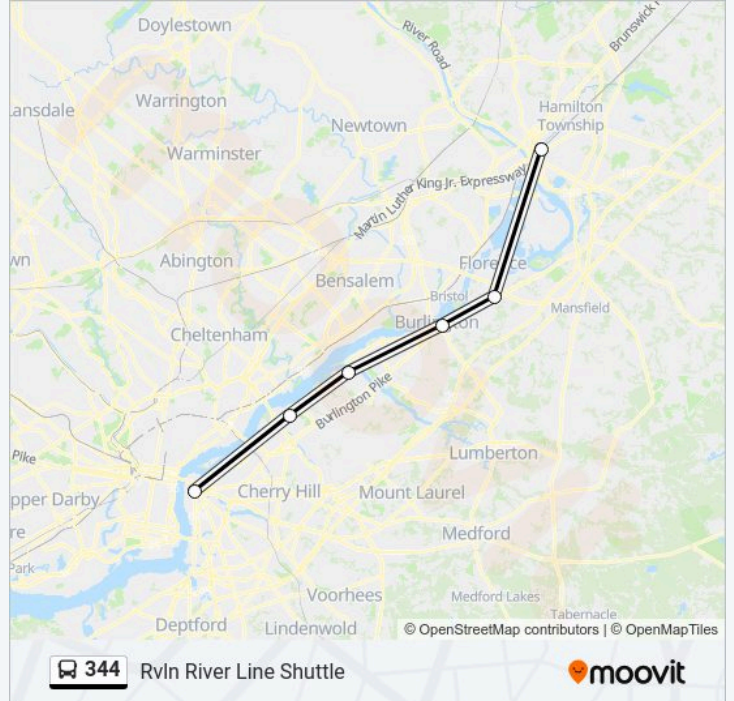 Doylestown
River Road
Brunswick
ansdale
Warrington
Hamilton
Township
Newtown
Warminster
Martin Luther King Jr. Expressway
wn
Abington
Florence
Bensalem
Bristol
Mansfield
Burlington
Cheltenham
Burlington Pike
Pike
Lumberton
pper Darby
Cherry Hill
Mount Laurel
re
Medford
Park
Voorhees
Medford Lakes
Tabernacle
Deptford
Lindenwold
© OpenStreetMap contributors | © OpenMapTiles
344 Rvln River Line Shuttle
moovit